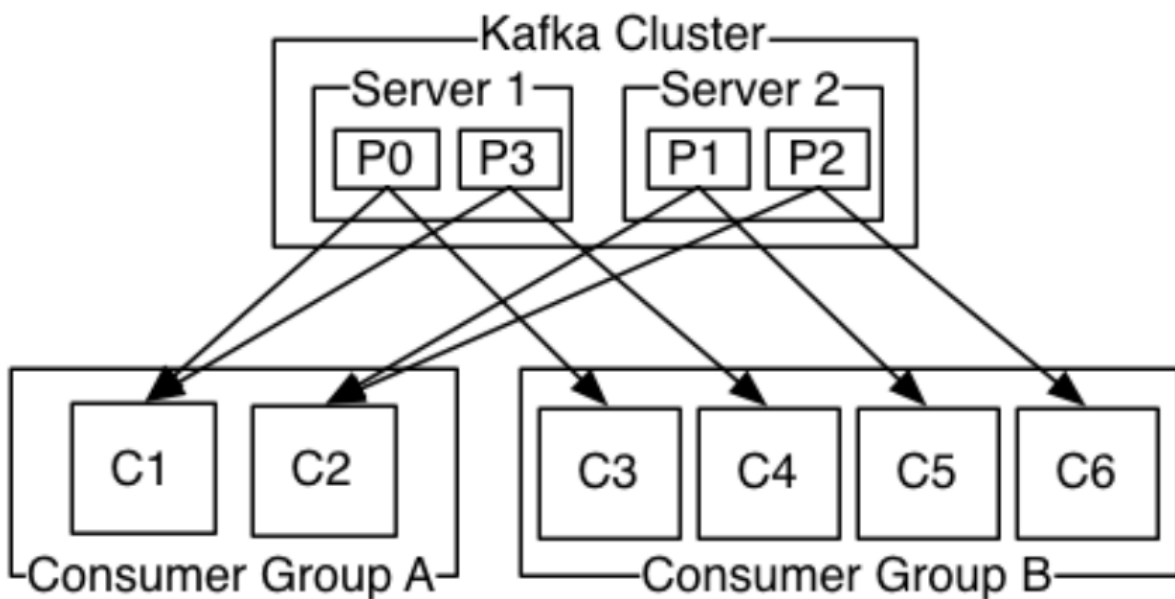 Kafka Cluster
Server 1
Server 2
P0
P3
P1
P2
C1
C2
C3
C4
C5
C6
Consumer Group A
Consumer Group B